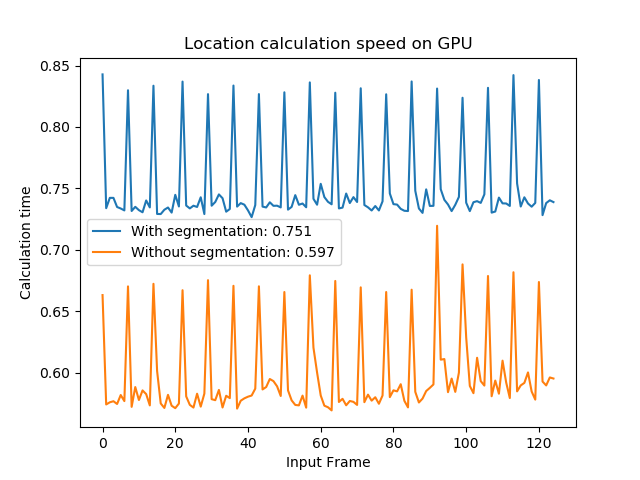 Location calculation speed on GPU
Calculation time
0.85
0.80
0.75
0.70
0.65
0.60
With segmentation: 0.751
Without segmentation: 0.597
0 20 40 60 80 100 120
Input Frame